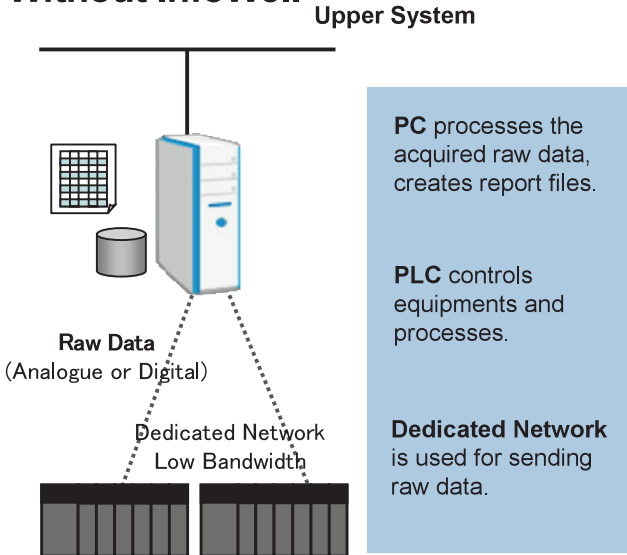 Upper System
PC processes the
acquired raw data,
creates report files.
PLC controls
equipments and
processes.
Raw Data
(Analogue or Digital)
Dedicated Network
Low Bandwidth
Dedicated Network
is used for sending
raw data.